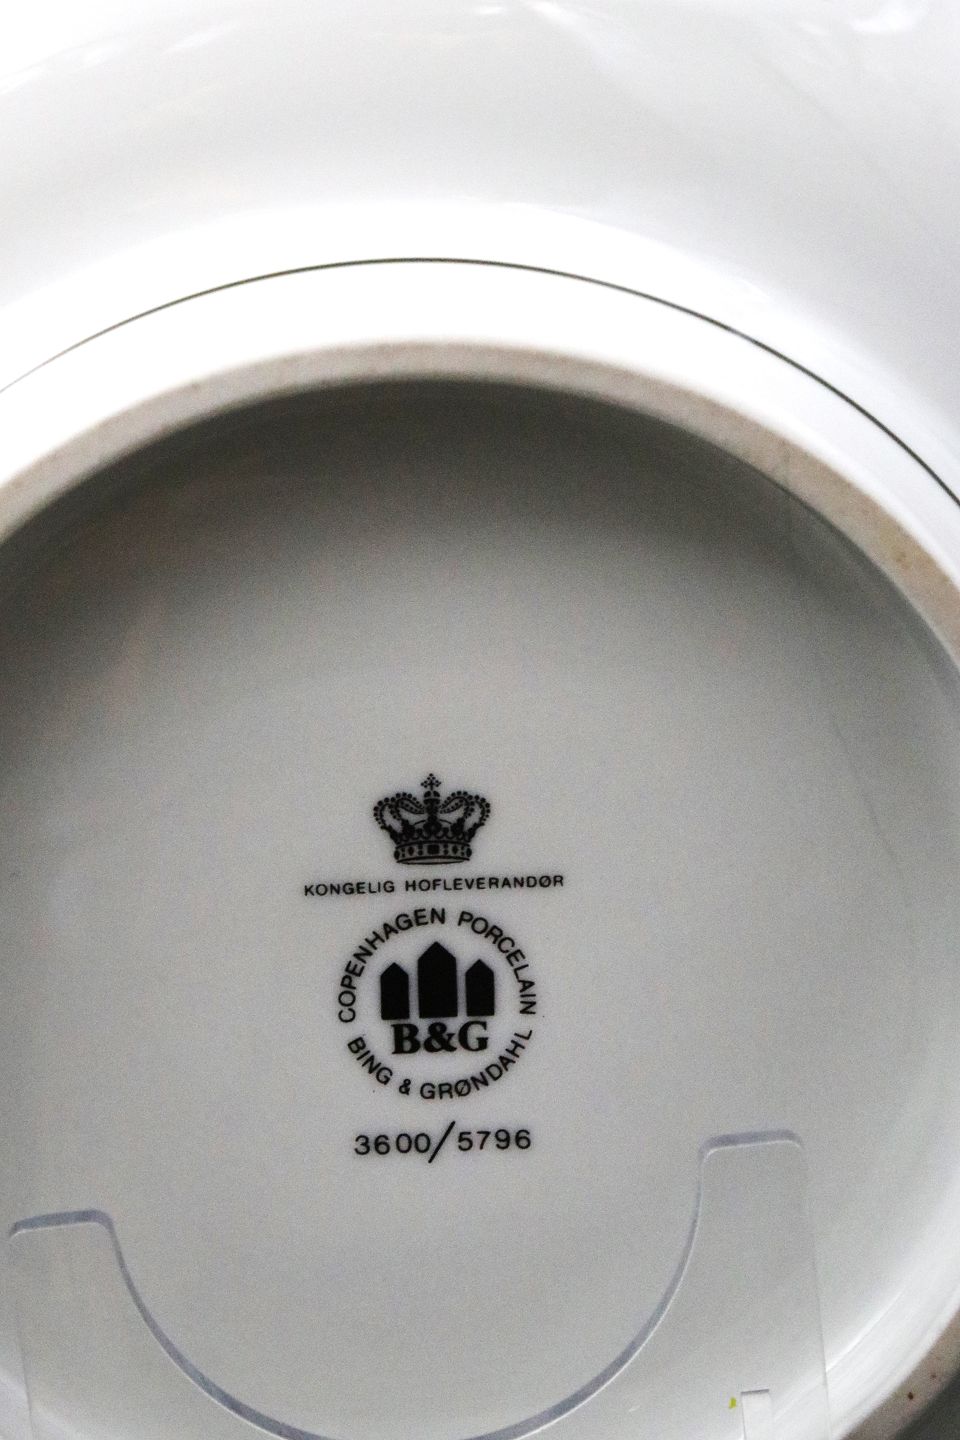 KONGELIG HOFLEVERANDØR
COPENHAGEN PORCELAIN
B&G
BING & GRØNDAHL
3600/5796